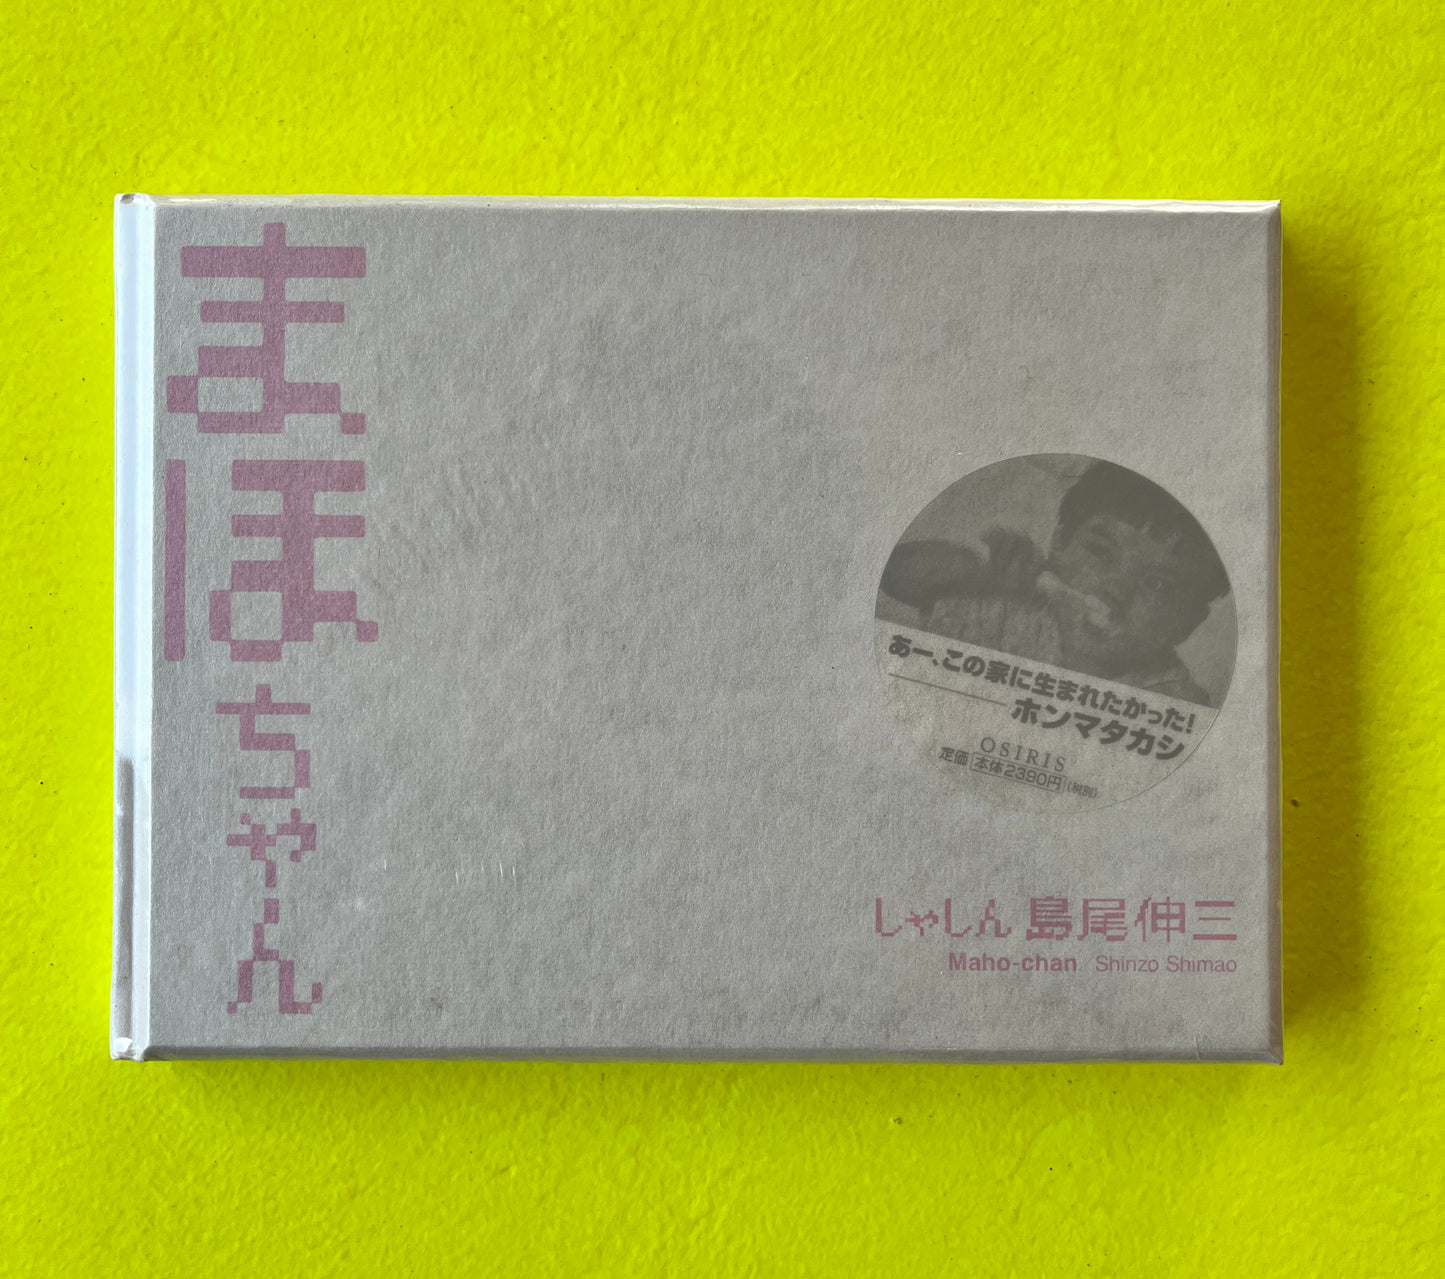 まほちゃん
あー、この家に生まれたかった!
ホンマタカシ
OSIRIS
定価 本体2390円(税別)
しゃしん 島尾伸三
Maho-chan Shinzo Shimao